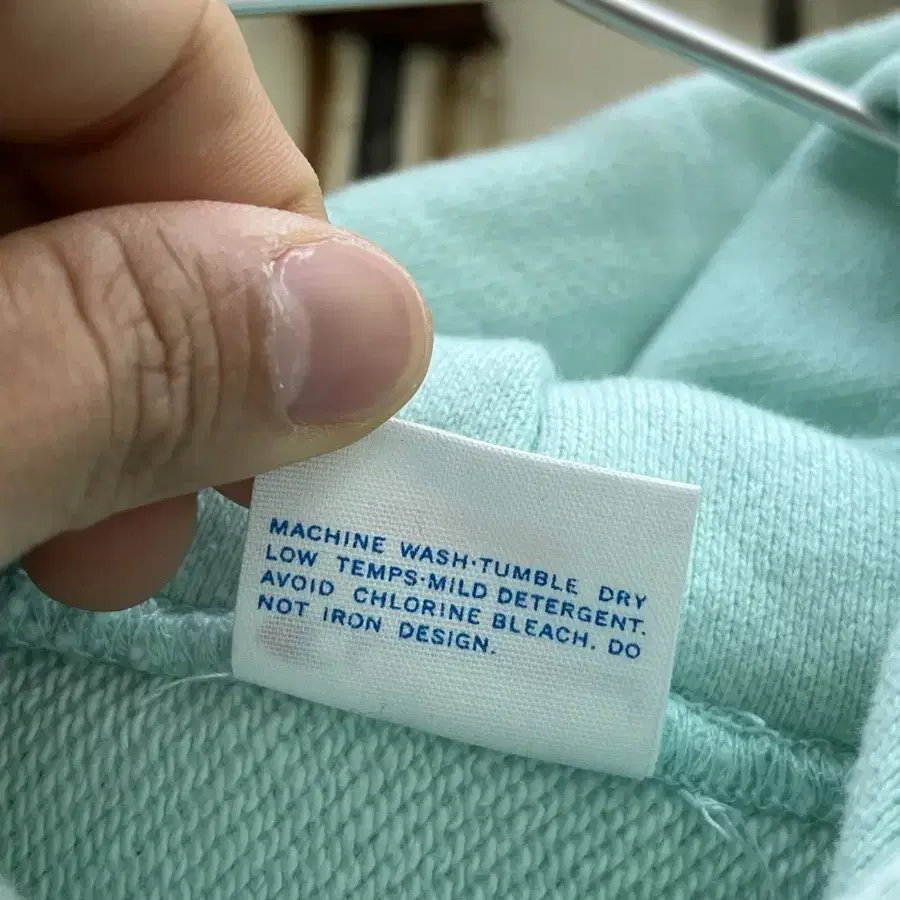 MACHINE WASH·TUMBLE DRY
LOW TEMPS·MILD DETERGENT.
AVOID CHLORINE BLEACH. DO
NOT IRON DESIGN.